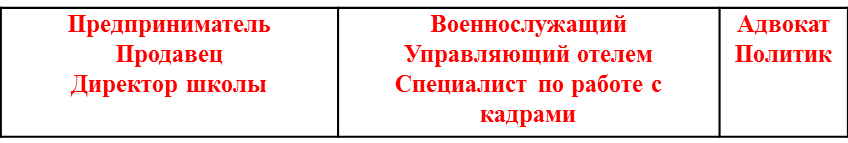 Предприниматель
Продавец
Директор школы
Военнослужащий
Управляющий отелем
Специалист по работе с
кадрами
Адвокат
Политик